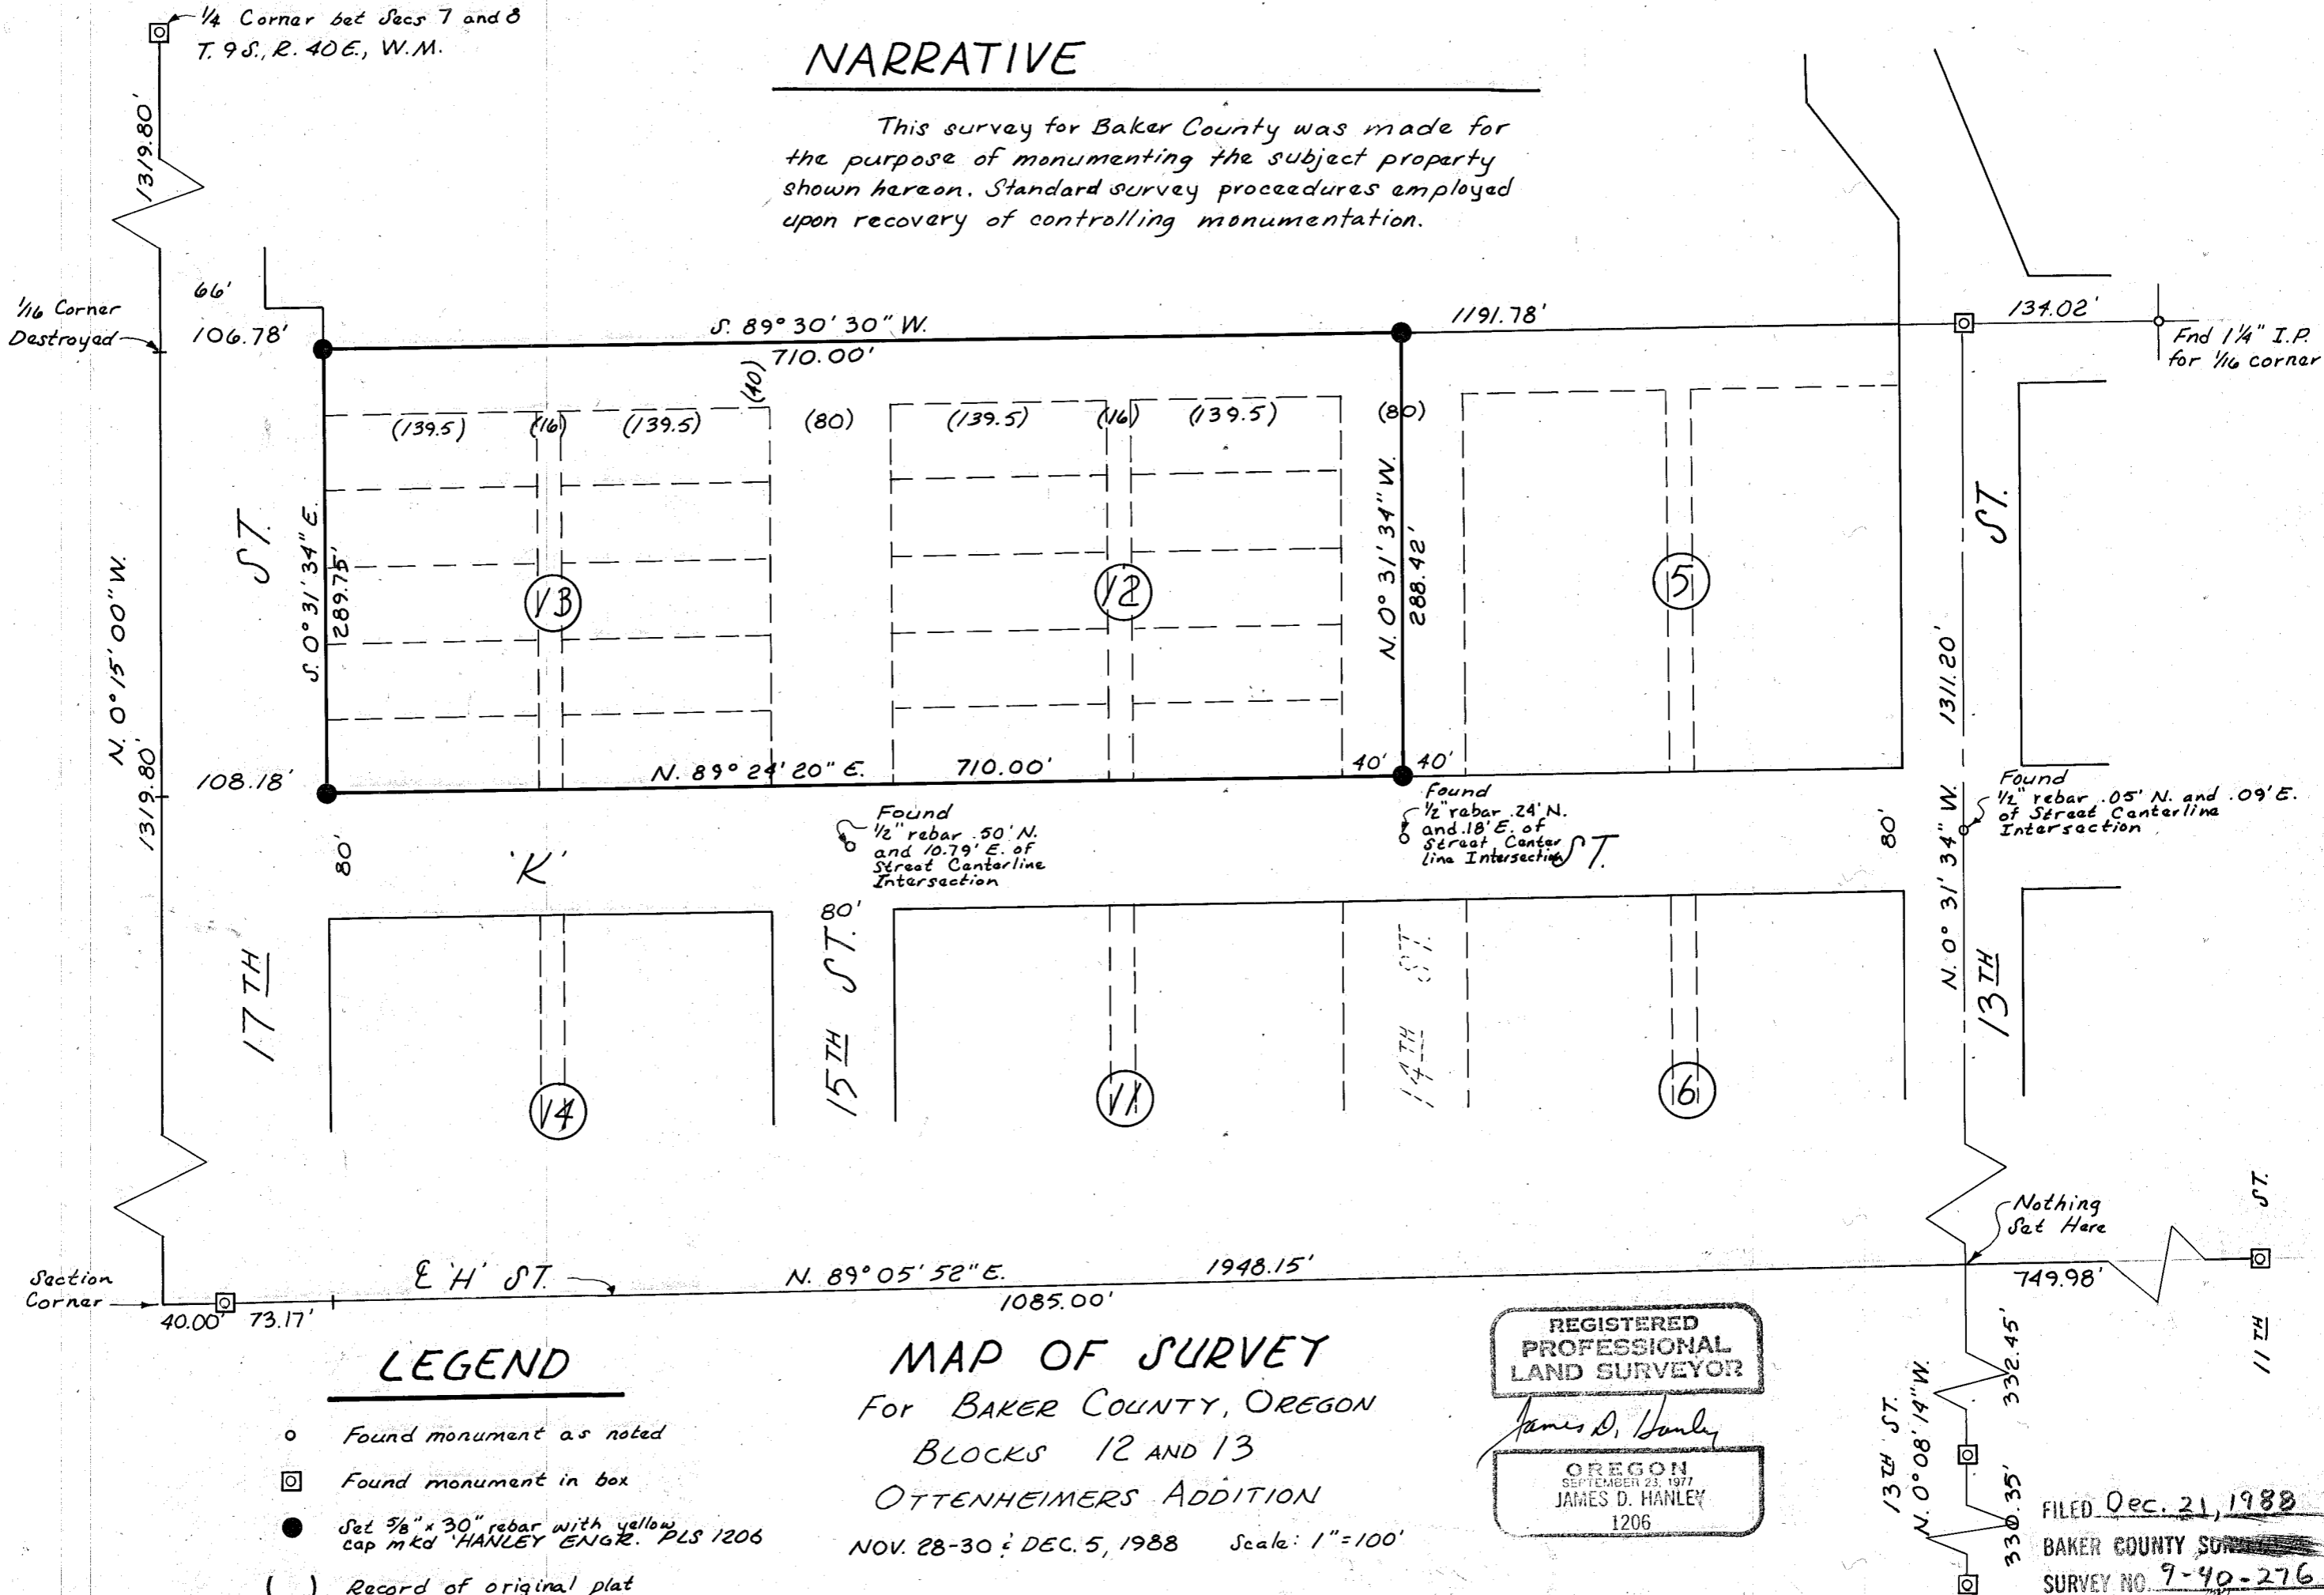 1/4 Corner bet Secs 7 and 8
T. 9 S., R. 40 E., W.M.
NARRATIVE
This survey for Baker County was made for
the purpose of monumenting the subject property
shown hereon. Standard survey proceedures employed
upon recovery of controlling monumentation.
1319.80'
66'
1/16 Corner
Destroyed
106.78'
S. 89° 30' 30" W.
710.00'
1191.78'
134.02'
Fnd 1 1/4" I.P.
for 1/16 corner
(40)
(139.5)
(16)
(139.5)
(80)
(139.5)
(16)
(139.5)
(80)
N. 0° 15' 00" W.
1319.80'
ST.
S. 0° 31' 34" E.
289.75'
13
12
N. 0° 31' 34" W.
288.42'
5
ST.
1311.20'
N. 0° 31' 34" W.
108.18'
N. 89° 24' 20" E.
710.00'
40'
40'
Found
1/2" rebar .50' N.
and 10.79' E. of
Street Centerline
Intersection
Found
1/2" rebar .24' N.
and .18' E. of
Street Center
line Intersection
Found
1/2" rebar .05' N. and .09' E.
of Street Centerline
Intersection
80'
'K'
ST.
80'
80'
17TH
15TH ST.
14TH ST.
13TH
14
11
6
Nothing
Set Here
Section
Corner
40.00'
73.17'
℄ 'H' ST.
N. 89° 05' 52" E.
1948.15'
1085.00'
749.98'
ST.
11TH
332.45'
13TH ST.
N. 0° 08' 14" W.
330.35'
LEGEND
Found monument as noted
Found monument in box
Set 5/8" x 30" rebar with yellow
cap mkd 'HANLEY ENGR. PLS 1206
( ) Record of original plat
MAP OF SURVEY
For BAKER COUNTY, OREGON
BLOCKS 12 AND 13
OTTENHEIMERS ADDITION
NOV. 28-30 & DEC. 5, 1988 Scale: 1"=100'
REGISTERED
PROFESSIONAL
LAND SURVEYOR
James D. Hanley
OREGON
SEPTEMBER 23, 1977
JAMES D. HANLEY
1206
FILED Dec. 21, 1988
BAKER COUNTY
SURVEY NO. 9-40-276